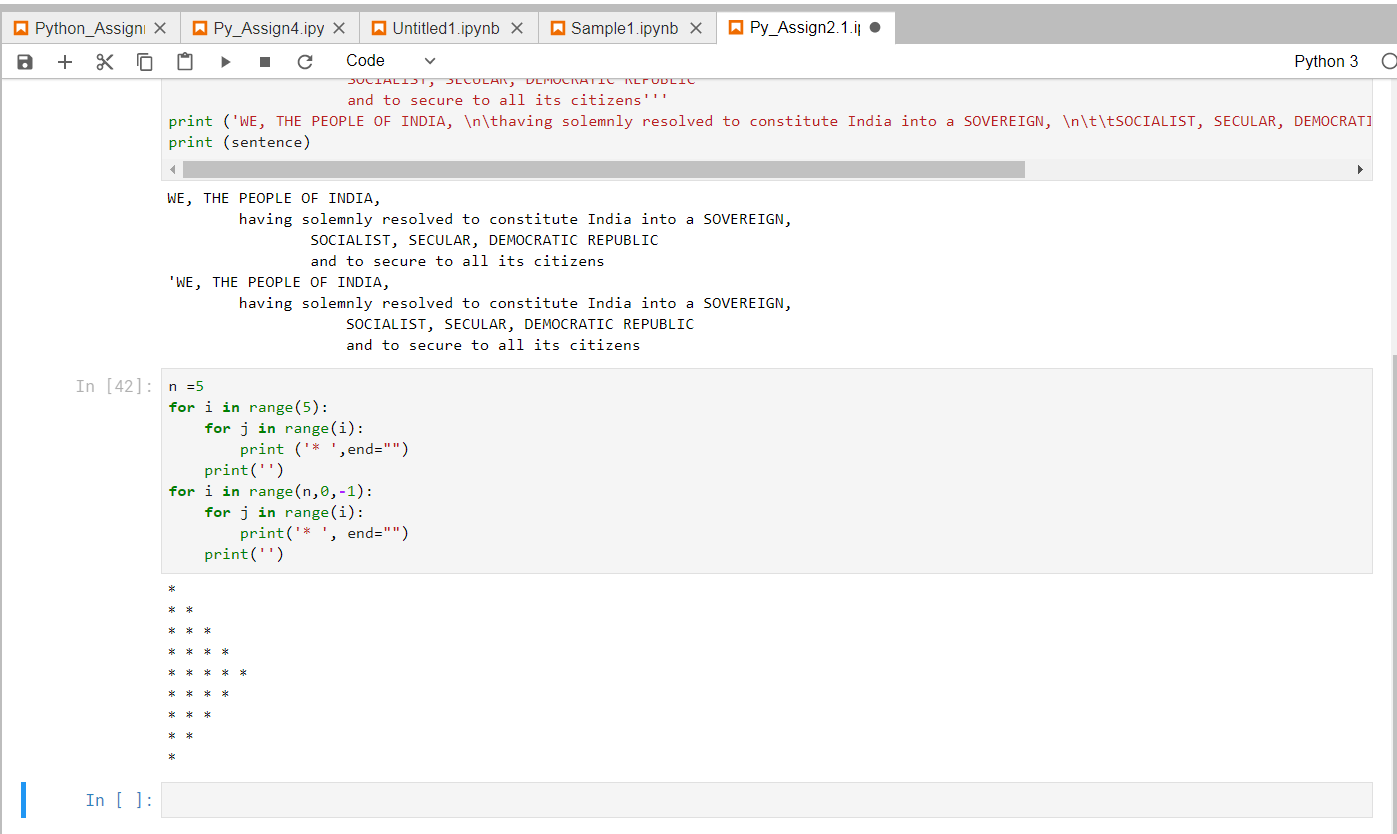 Python_Assign
Py_Assign4.ipy
Untitled1.ipynb
Sample1.ipynb
Py_Assign2.1.i
Code
Python 3
SOCIALIST, SECULAR, DEMOCRATIC REPUBLIC
and to secure to all its citizens'''
print ('WE, THE PEOPLE OF INDIA, \n\thaving solemnly resolved to constitute India into a SOVEREIGN, \n\t\tSOCIALIST, SECULAR, DEMOCRATI
print (sentence)
WE, THE PEOPLE OF INDIA,
        having solemnly resolved to constitute India into a SOVEREIGN,
                SOCIALIST, SECULAR, DEMOCRATIC REPUBLIC
                and to secure to all its citizens
'WE, THE PEOPLE OF INDIA,
        having solemnly resolved to constitute India into a SOVEREIGN,
                    SOCIALIST, SECULAR, DEMOCRATIC REPUBLIC
                    and to secure to all its citizens
In [42]:
n =5
for i in range(5):
    for j in range(i):
        print ('* ',end="")
    print('')
for i in range(n,0,-1):
    for j in range(i):
        print('* ', end="")
    print('')
*
* *
* * *
* * * *
* * * * *
* * * *
* * *
* *
*
In [ ]: